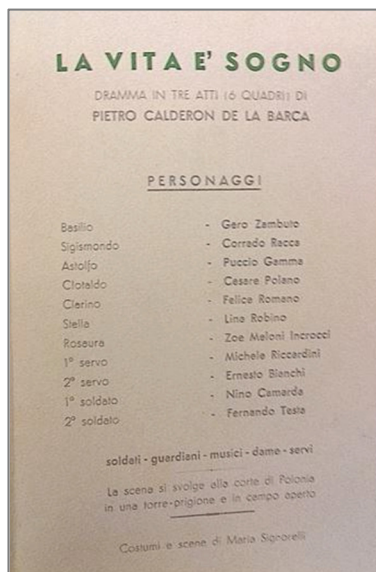 LA VITA E' SOGNO
DRAMMA IN TRE ATTI (6 QUADRI) DI
PIETRO CALDERON DE LA BARCA
PERSONAGGI
Basilio - Gero Zambuto
Sigismondo - Corrado Racca
Astolfo - Puccio Gamma
Clotaldo - Cesare Polano
Clarino - Felice Romano
Stella - Lina Robino
Rosaura - Zoe Meloni Incrocci
1° servo - Michele Riccardini
2° servo - Ernesto Bianchi
1° soldato - Nino Camarda
2° soldato - Fernando Testa
soldati - guardiani - musici - dame - servi
La scena si svolge alla corte di Polonia
in una torre-prigione e in campo aperto
Costumi e scene di Maria Signorelli